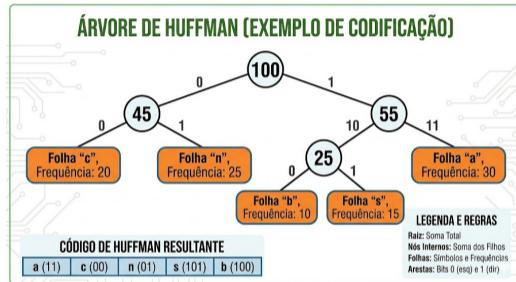 ÁRVORE DE HUFFMAN (EXEMPLO DE CODIFICAÇÃO)
100
0
1
45
55
0
1
10
11
Folha “c”,
Frequência: 20
Folha “n”,
Frequência: 25
25
Folha “a”,
Frequência: 30
0
1
Folha “b”,
Frequência: 10
Folha “s”,
Frequência: 15
CÓDIGO DE HUFFMAN RESULTANTE
a (11) c (00) n (01) s (101) b (100)
LEGENDA E REGRAS
Raiz: Soma Total
Nós Internos: Soma dos Filhos
Folhas: Símbolos e Frequências
Arestas: Bits 0 (esq) e 1 (dir)